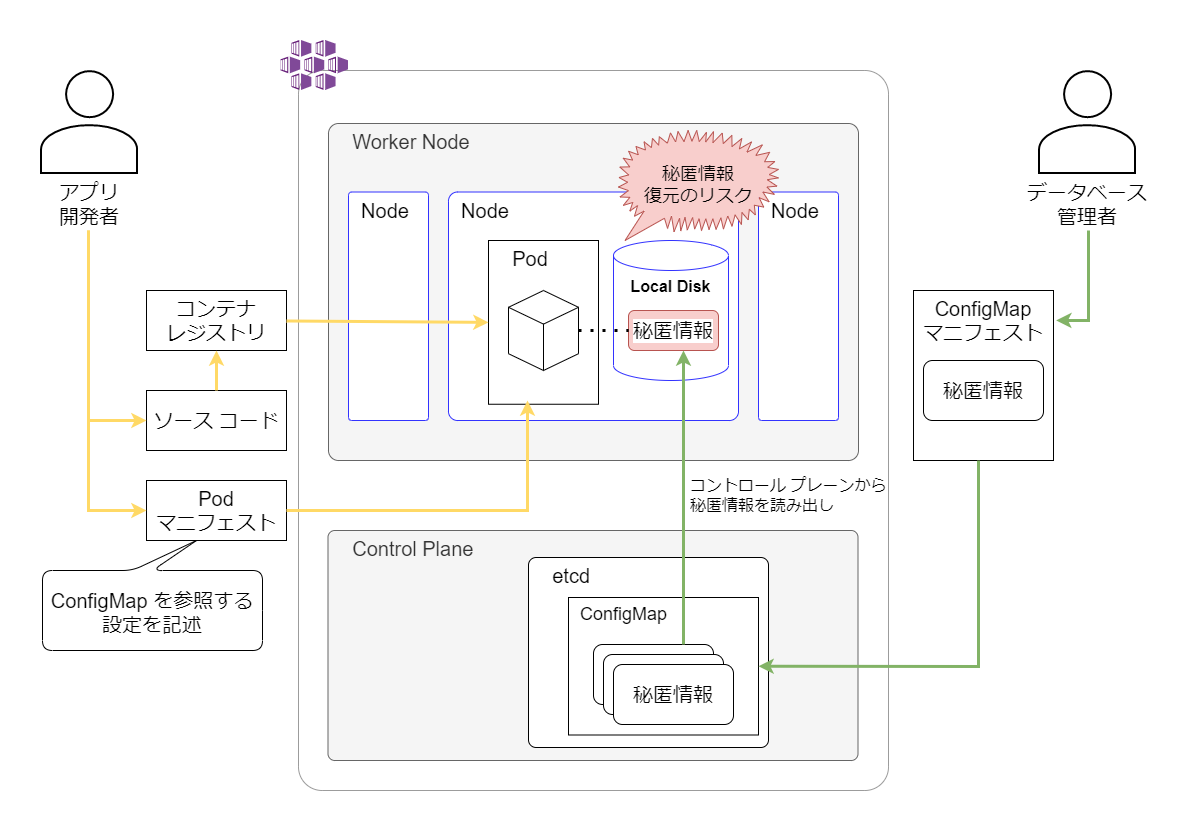 アプリ
開発者
コンテナ
レジストリ
ソース コード
Pod
マニフェスト
ConfigMap を参照する
設定を記述
Worker Node
Node
Node
Node
秘匿情報
復元のリスク
Pod
Local Disk
秘匿情報
コントロール プレーンから
秘匿情報を読み出し
Control Plane
etcd
ConfigMap
秘匿情報
データベース
管理者
ConfigMap
マニフェスト
秘匿情報